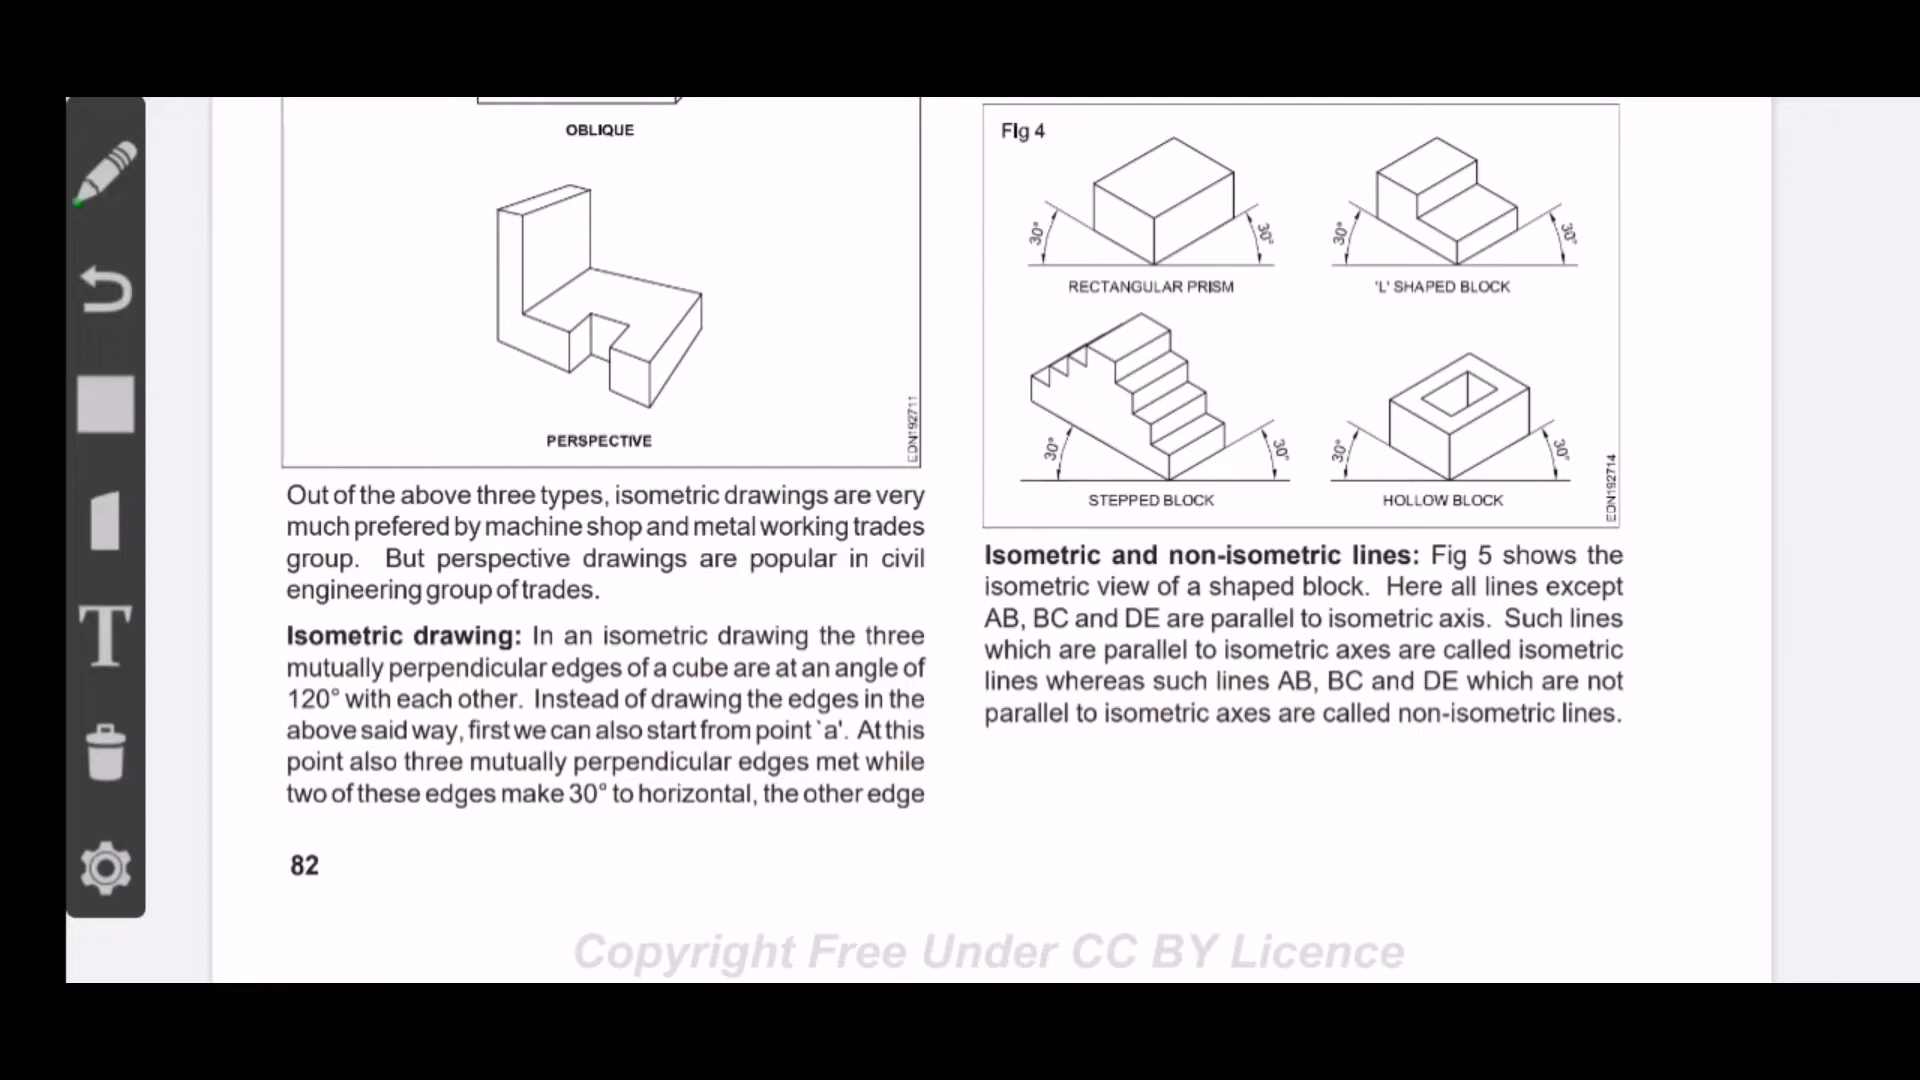 OBLIQUE
PERSPECTIVE
EDN192711
Out of the above three types, isometric drawings are very
much prefered by machine shop and metal working trades
group. But perspective drawings are popular in civil
engineering group of trades.
Isometric drawing: In an isometric drawing the three
mutually perpendicular edges of a cube are at an angle of
120° with each other. Instead of drawing the edges in the
above said way, first we can also start from point `a'. At this
point also three mutually perpendicular edges met while
two of these edges make 30° to horizontal, the other edge
82
Fig 4
30°
30°
RECTANGULAR PRISM
30°
30°
'L' SHAPED BLOCK
30°
30°
STEPPED BLOCK
30°
30°
HOLLOW BLOCK
EDN192714
Isometric and non-isometric lines: Fig 5 shows the
isometric view of a shaped block. Here all lines except
AB, BC and DE are parallel to isometric axis. Such lines
which are parallel to isometric axes are called isometric
lines whereas such lines AB, BC and DE which are not
parallel to isometric axes are called non-isometric lines.
Copyright Free Under CC BY Licence
T